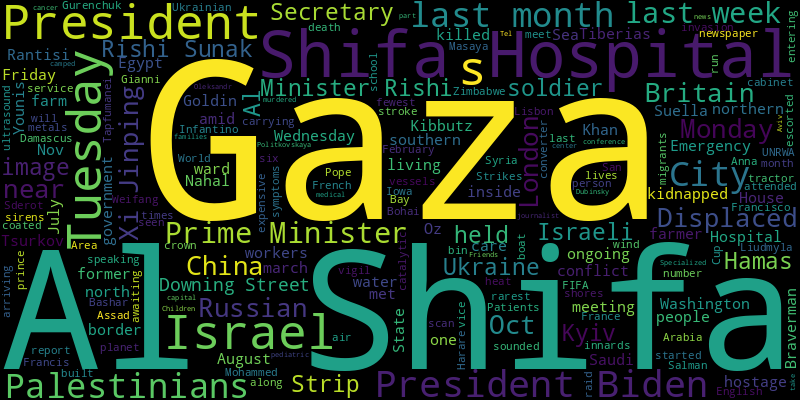 cancer Gurenchuk Ukrainian
President Secretary last month last week
part
death killed meet SeaTiberias invasion news newspaper
Rantisi Rishi Sunak Masaya entering
Shifa Hospital
camped Egypt
Friday Gianni Minister Rishi soldier Britain run cabinet
service school Zimbabwe
Gaza s
ultrasound Younis farm Goldin Al Oleksandr fewest
metals will amid carrying stroke Suella northern
Damascus Infantino murdered Wednesday Kibbutz Lisbon last Khan Monday Tel Aviv escorted
Tuesday Nov families southern converter conference Emergency UNRWA
image World Politkovskaya February Syria Anna month
Tapfumanei Xi Jinping ward six Pope living Strikes London San migrants tractor
near Nahal symptoms French Iowa inside person lives City House attended
government Weifang expensive medical Bay vessels Dubinsky kidnapped Francisco
Sderot July times Bohai journalist Displaced
sirens seen
coated Tsurkov crown Prime Minister held Oz Israeli wind farmer Hospital Liudmyla
Area vigil bin Friends boat Cup
speaking workers catalytic care Ukraine ongoing Specialized Hamas
prince former China march conflict number
arriving north awaiting Downing Street water heat FIFA snores Washington
Bashar capital met rarest meeting people
Al Shifa
border Assad Children Russian State Patients Oct France Arabia
scan vice Kyiv Saudi started Braverman
report planet Israel air one Harare sounded innards Salman
Francis August pediatric raid hostage
built Mohammed
Palestinians along Strip President Biden English take